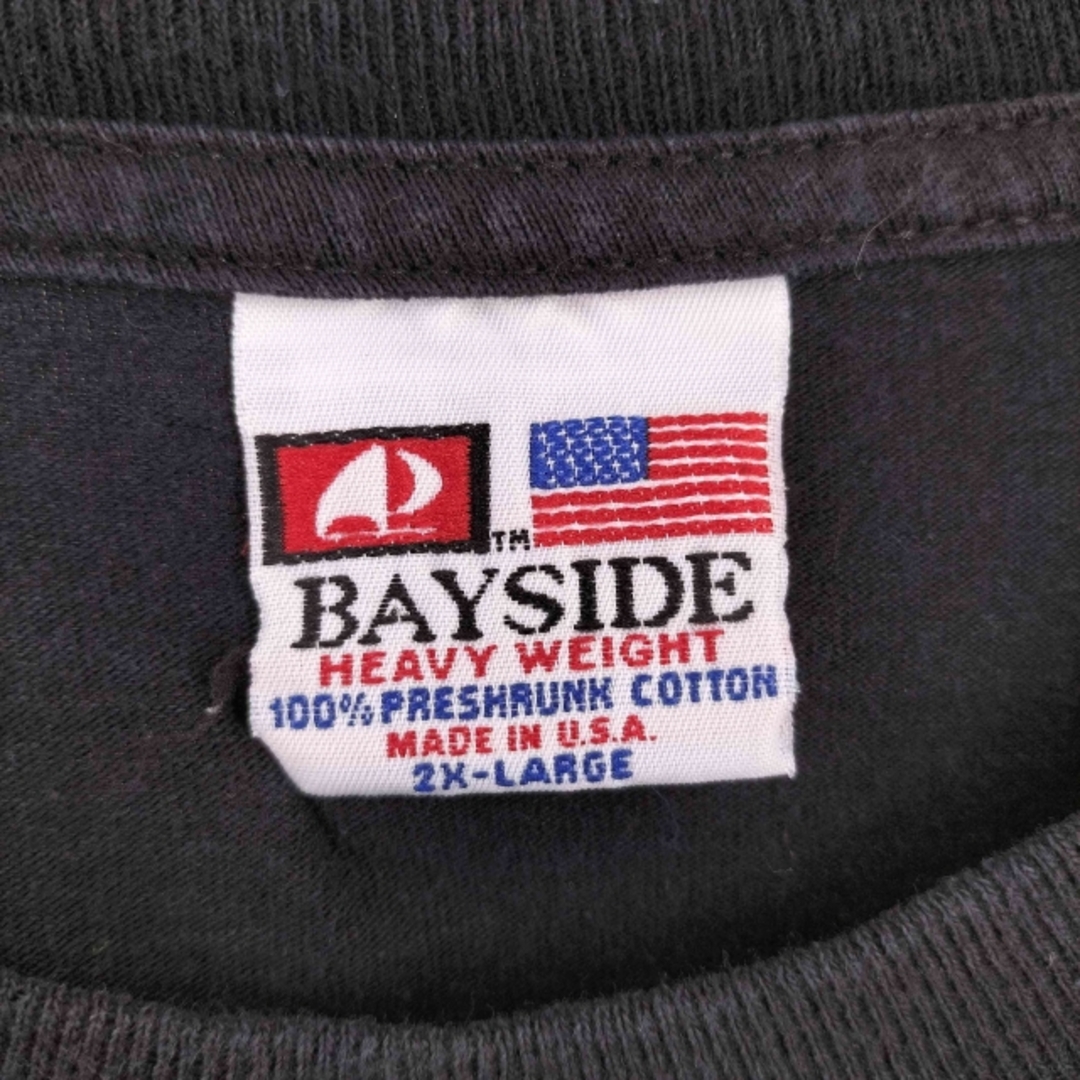 TM
BAYSIDE
HEAVY WEIGHT
100% PRESHRUNK COTTON
MADE IN U.S.A.
2X-LARGE